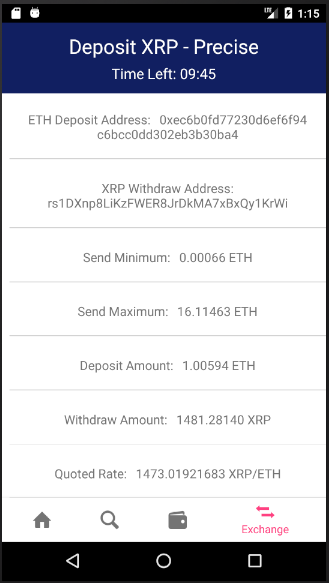 1:15
Deposit XRP - Precise
Time Left: 09:45
ETH Deposit Address: 0xec6b0fd77230d6ef6f94
c6bcc0dd302eb3b30ba4
XRP Withdraw Address:
rs1DXnp8LiKzFWER8JrDkMA7xBxQy1KrWi
Send Minimum: 0.00066 ETH
Send Maximum: 16.11463 ETH
Deposit Amount: 1.00594 ETH
Withdraw Amount: 1481.28140 XRP
Quoted Rate: 1473.01921683 XRP/ETH
Exchange